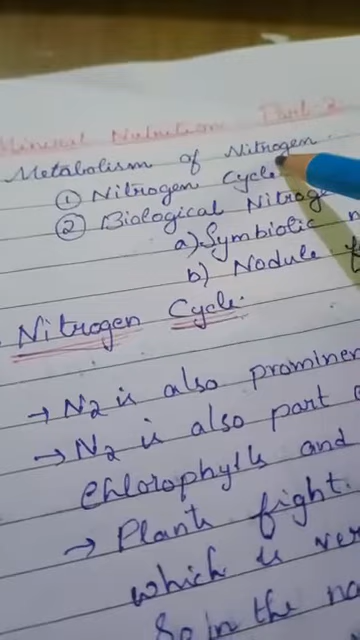 Mineral Nutrition Part-2
Metabolism of Nitrogen.
① Nitrogen Cycle
② Biological Nitroge
a) Symbiotic n
b) Nodule f
Nitrogen Cycle.
→ N2 is also prominen
→ N2 is also part o
Chlorophylls and
→ Plants fight.
which is ver
So in the na